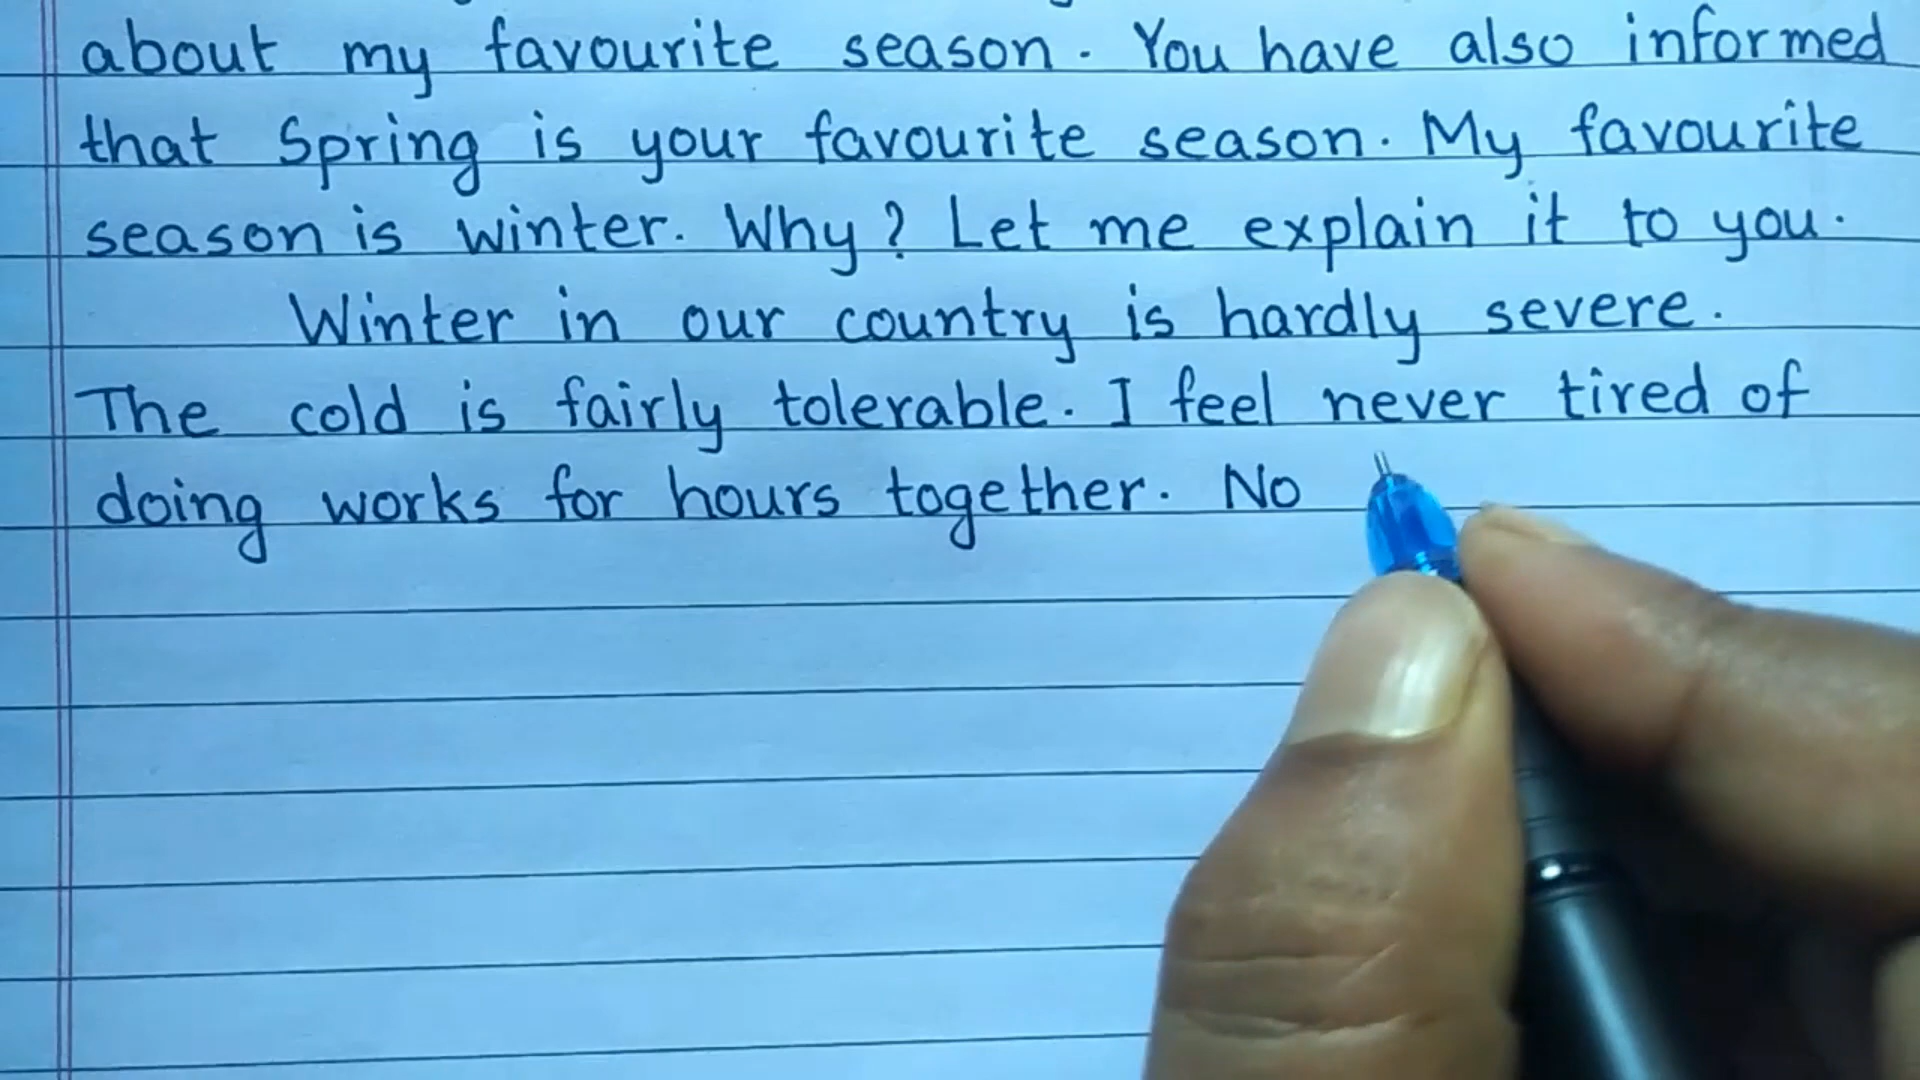 about my favourite season. You have also informed
that Spring is your favourite season. My favourite
season is winter. Why? Let me explain it to you.
Winter in our country is hardly severe.
The cold is fairly tolerable. I feel never tired of
doing works for hours together. No